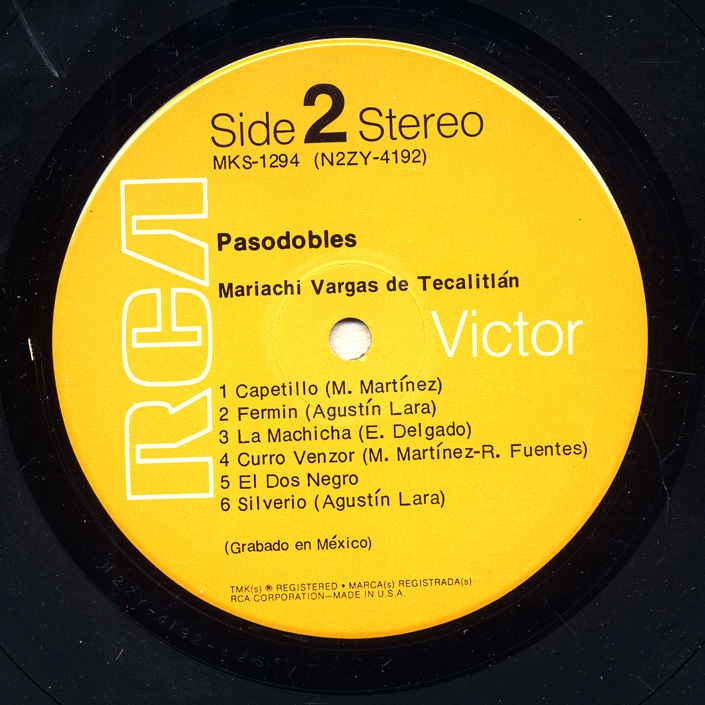 Side 2 Stereo
MKS-1294 (N2ZY-4192)
RCA
Pasodobles
Mariachi Vargas de Tecalitlán
Victor
1 Capetillo (M. Martínez)
2 Fermin (Agustín Lara)
3 La Machicha (E. Delgado)
4 Curro Venzor (M. Martínez-R. Fuentes)
5 El Dos Negro
6 Silverio (Agustín Lara)
(Grabado en México)
TMK(s) ® REGISTERED • MARCA(s) REGISTRADA(s)
RCA CORPORATION—MADE IN U.S.A.